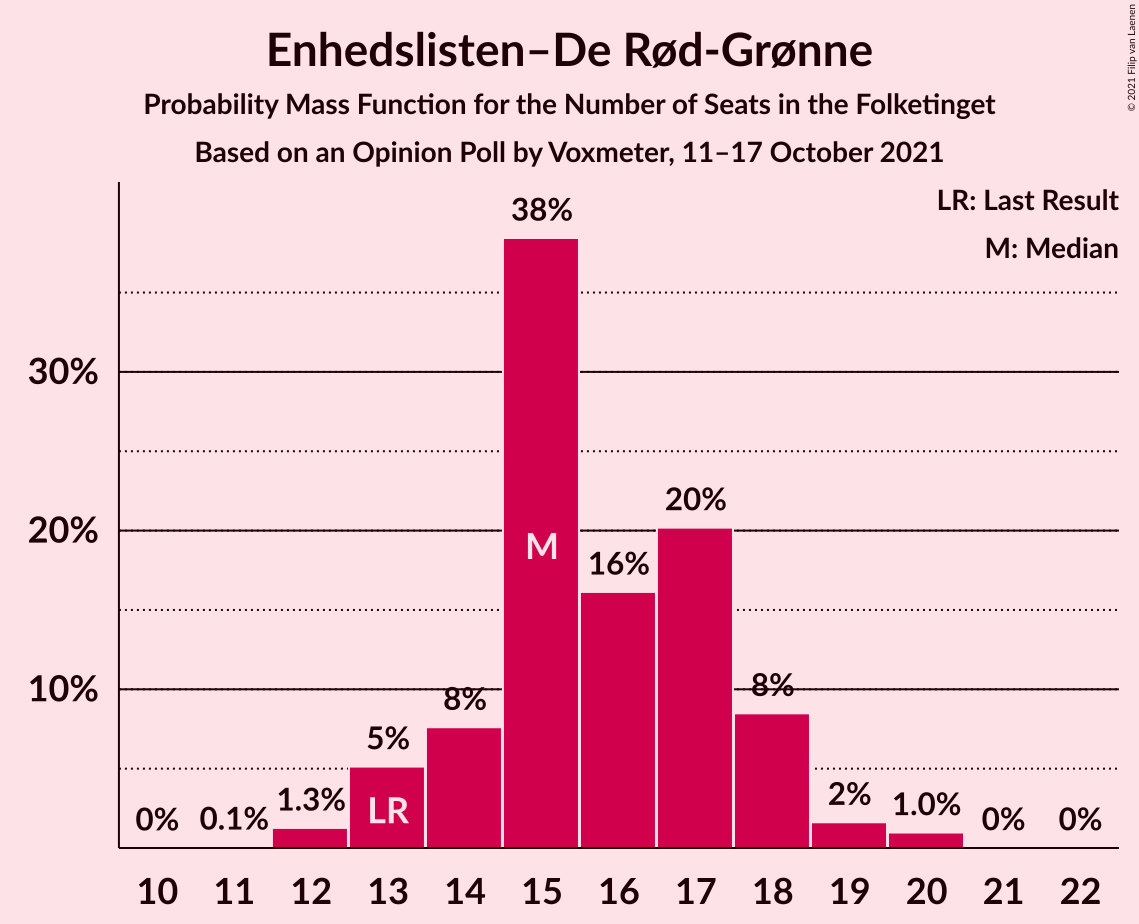 Enhedslisten–De Rød-Grønne
Probability Mass Function for the Number of Seats in the Folketinget
Based on an Opinion Poll by Voxmeter, 11–17 October 2021
© 2021 Filip van Laenen
LR: Last Result
M: Median
38%
30%
20%
20%
M
16%
10%
8%
8%
5%
LR
2%
1.3%
1.0%
0%
0.1%
0%
0%
10 11 12 13 14 15 16 17 18 19 20 21 22